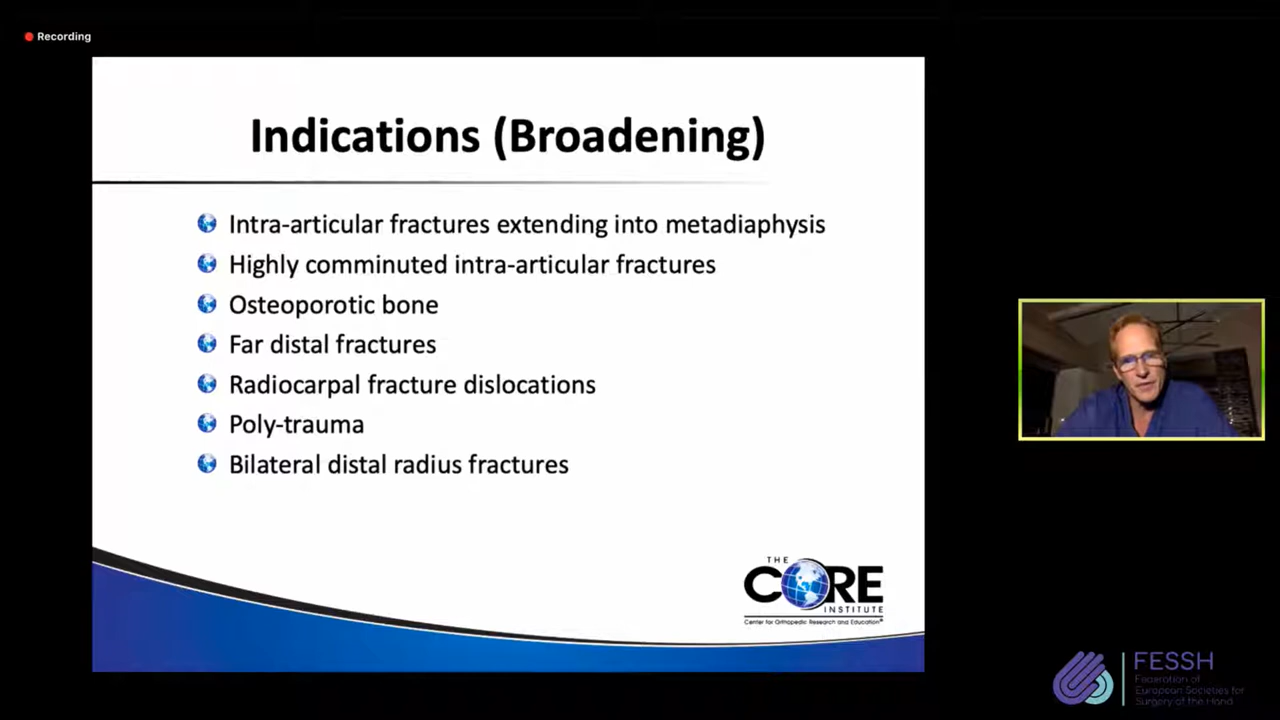 Recording
Indications (Broadening)
Intra-articular fractures extending into metadiaphysis
Highly comminuted intra-articular fractures
Osteoporotic bone
Far distal fractures
Radiocarpal fracture dislocations
Poly-trauma
Bilateral distal radius fractures
THE
CORE
INSTITUTE
Center for Orthopedic Research and Education®
FESSH
Federation of
European Societies for
Surgery of the Hand